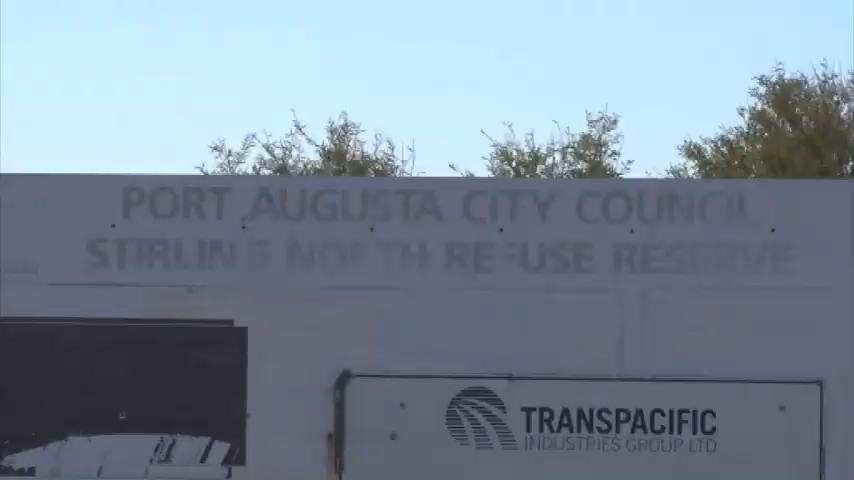 PORT AUGUSTA CITY COUNCIL
STIRLING NORTH REFUSE RESERVE
TRANSPACIFIC
INDUSTRIES GROUP LTD